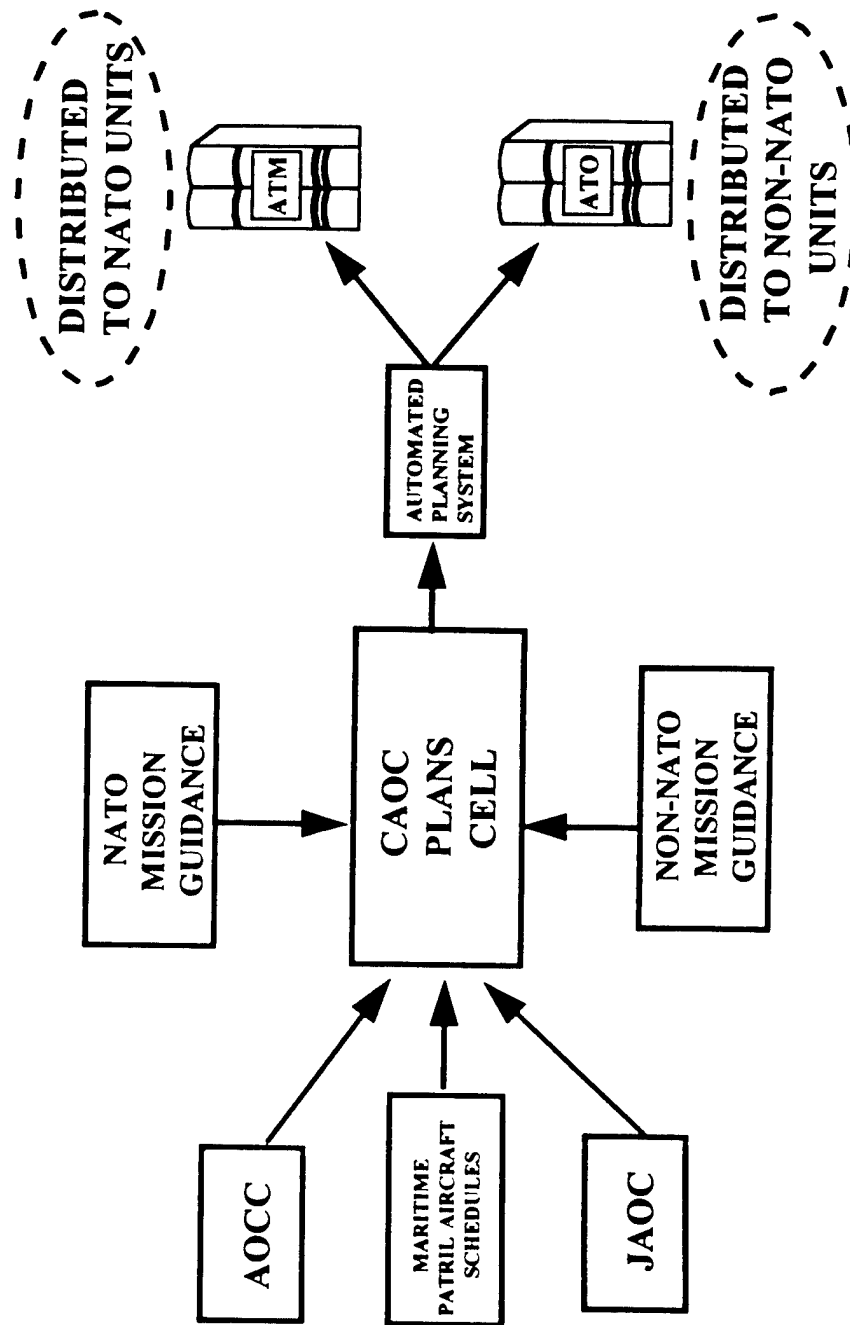 AOCC
MARITIME
PATRIL AIRCRAFT
SCHEDULES
JAOC
NATO
MISSION
GUIDANCE
CAOC
PLANS
CELL
NON-NATO
MISSION
GUIDANCE
AUTOMATED
PLANNING
SYSTEM
DISTRIBUTED
TO NATO UNITS
ATM
ATO
DISTRIBUTED
TO NON-NATO
UNITS